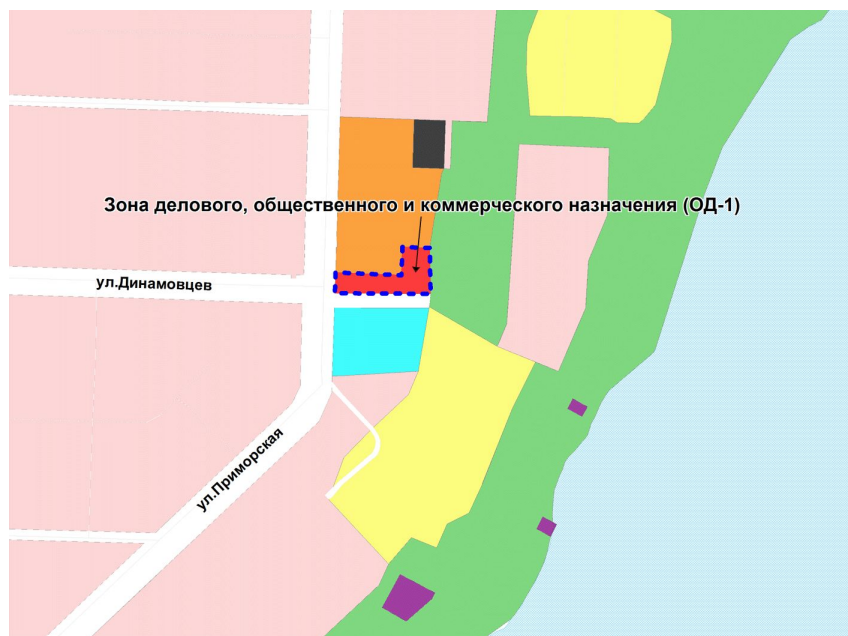 Зона делового, общественного и коммерческого назначения (ОД-1)
ул.Динамовцев
ул.Приморская